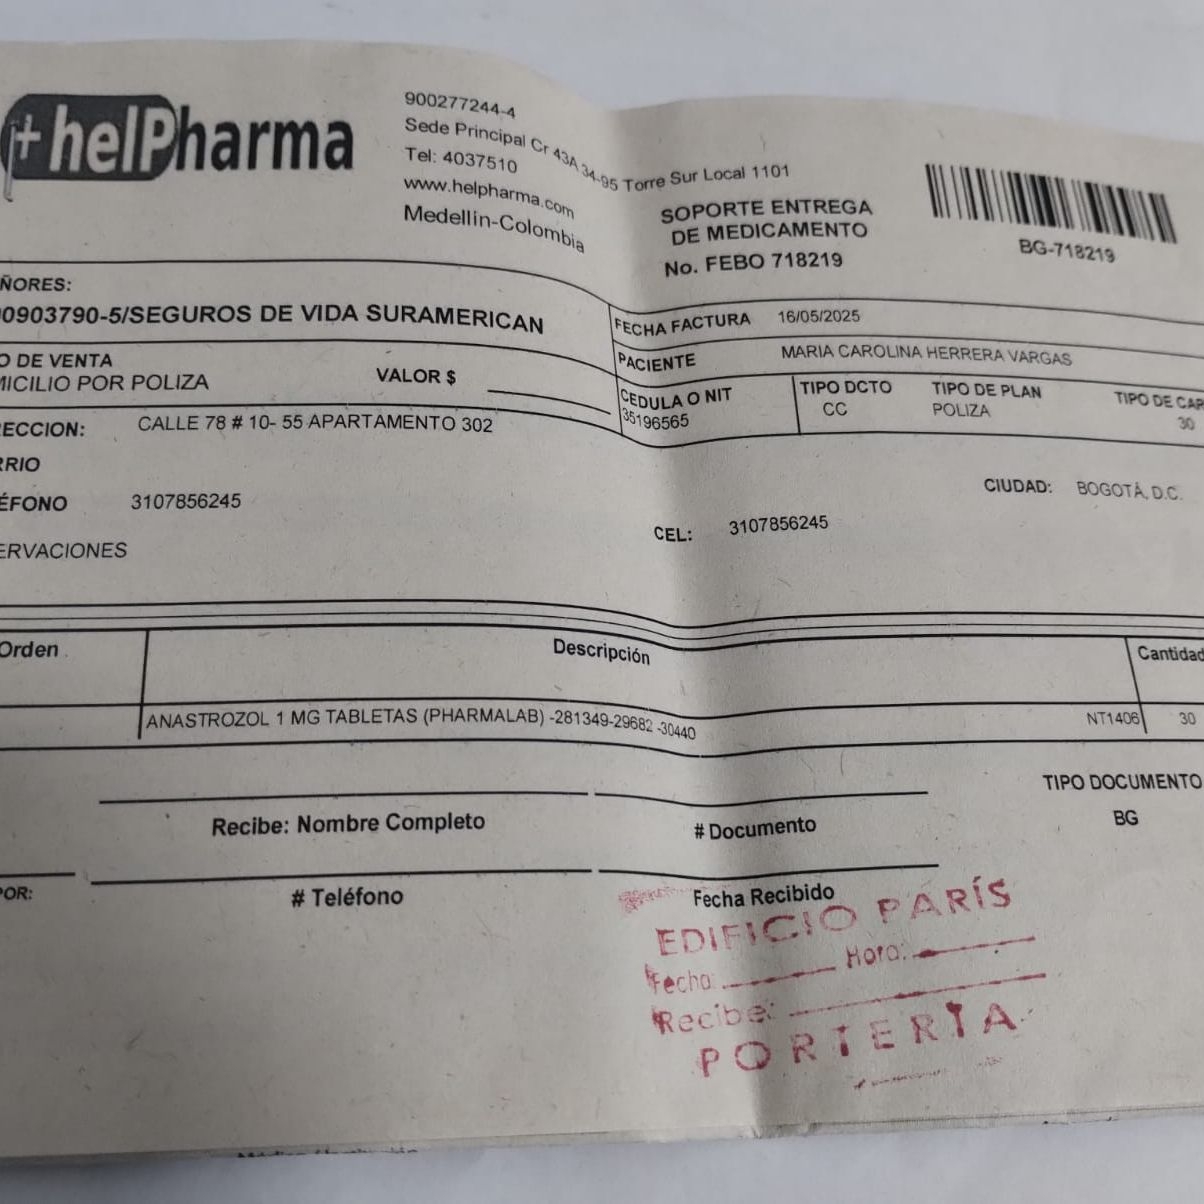 +helPharma
900277244-4
Sede Principal Cr 43A 34-95 Torre Sur Local 1101
Tel: 4037510
www.helpharma.com
Medellín-Colombia
SOPORTE ENTREGA
DE MEDICAMENTO
No. FEBO 718219
BG-718219
ÑORES:
0903790-5/SEGUROS DE VIDA SURAMERICAN
FECHA FACTURA 16/05/2025
O DE VENTA
MICILIO POR POLIZA VALOR $
PACIENTE MARIA CAROLINA HERRERA VARGAS
CEDULA O NIT TIPO DCTO TIPO DE PLAN TIPO DE CAP
35196565 CC POLIZA 30
ECCION: CALLE 78 # 10- 55 APARTAMENTO 302
RRIO
ÉFONO 3107856245
CIUDAD: BOGOTÁ, D.C.
CEL: 3107856245
ERVACIONES
Orden Descripción Cantidad
ANASTROZOL 1 MG TABLETAS (PHARMALAB) -281349-29682 -30440 NT1406 30
TIPO DOCUMENTO
BG
Recibe: Nombre Completo # Documento
POR: # Teléfono Fecha Recibido
EDIFICIO PARÍS
Fecha: Hora:
Recibe:
PORTERIA